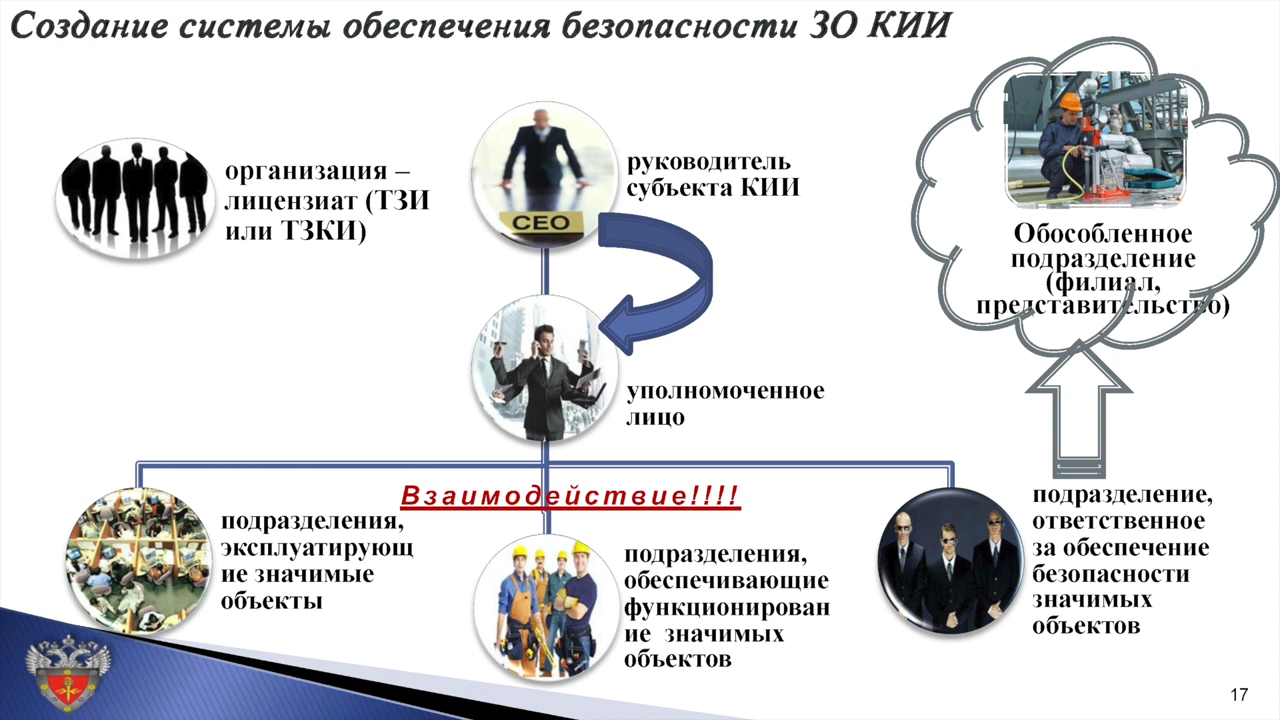 Создание системы обеспечения безопасности ЗО КИИ
организация –
лицензиат (ТЗИ
или ТЗКИ)
CEO
руководитель
субъекта КИИ
Обособленное
подразделение
(филиал,
представительство)
уполномоченное
лицо
Взаимодействие!!!!
подразделения,
эксплуатирующ
ие значимые
объекты
подразделения,
обеспечивающие
функционирован
ие значимых
объектов
подразделение,
ответственное
за обеспечение
безопасности
значимых
объектов
17